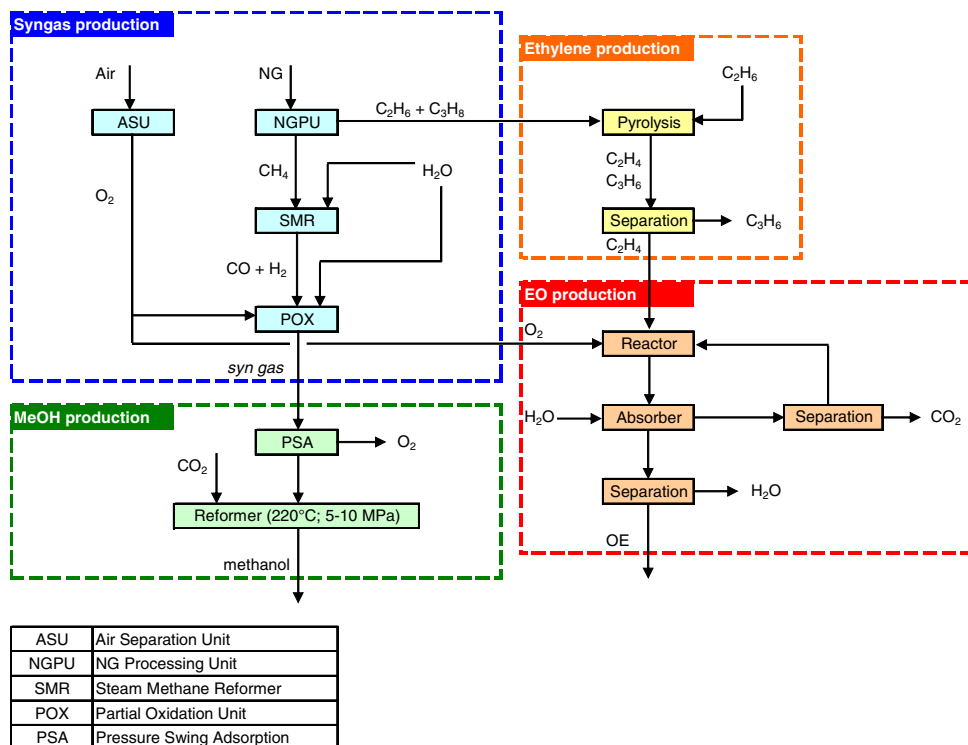 Syngas production
Ethylene production
Air
NG
C₂H₆
C₂H₆ + C₃H₈
ASU
NGPU
Pyrolysis
CH₄
H₂O
C₂H₄
C₃H₆
O₂
SMR
Separation
C₃H₆
C₂H₄
CO + H₂
EO production
POX
O₂
Reactor
syn gas
MeOH production
H₂O
Absorber
Separation
CO₂
PSA
O₂
CO₂
Separation
H₂O
Reformer (220°C; 5-10 MPa)
OE
methanol
ASU Air Separation Unit
NGPU NG Processing Unit
SMR Steam Methane Reformer
POX Partial Oxidation Unit
PSA Pressure Swing Adsorption